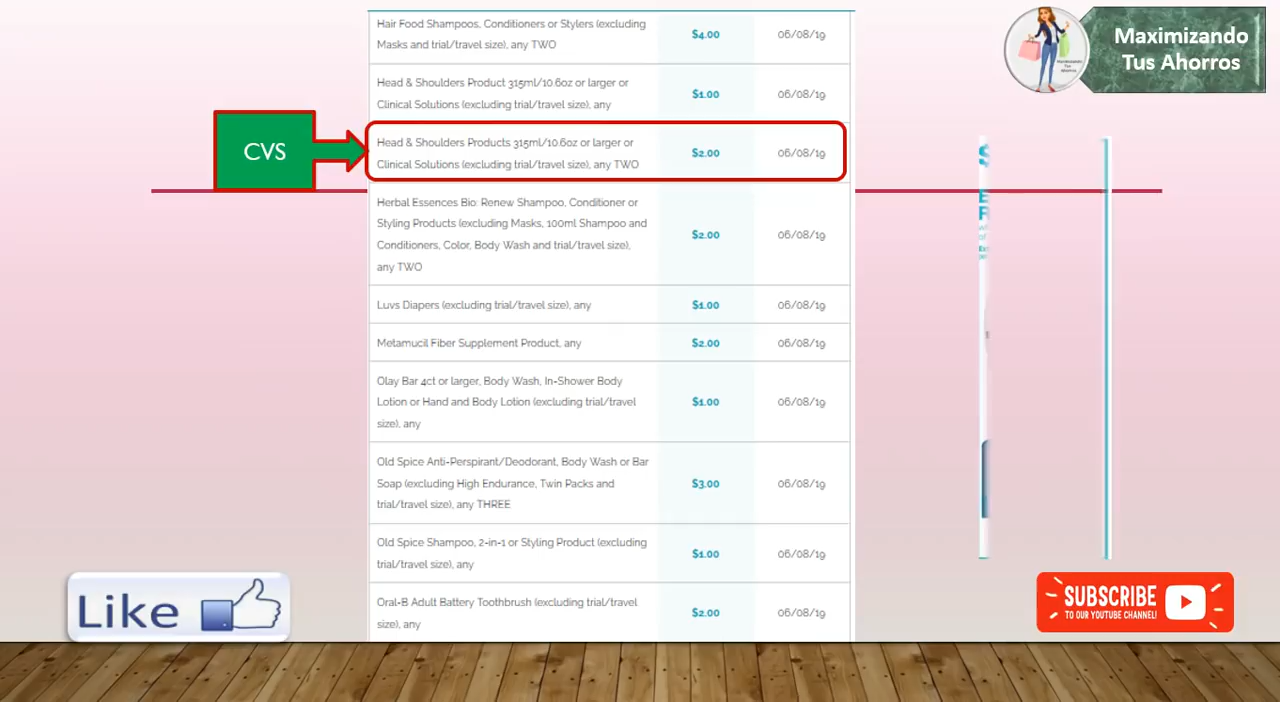 Maximizando
Tus Ahorros
Maximizando
Tus
Ahorros
CVS
Hair Food Shampoos, Conditioners or Stylers (excluding
Masks and trial/travel size), any TWO
$4.00
06/08/19
Head & Shoulders Product 315ml/10.6oz or larger or
Clinical Solutions (excluding trial/travel size), any
$1.00
06/08/19
Head & Shoulders Products 315ml/10.6oz or larger or
Clinical Solutions (excluding trial/travel size), any TWO
$2.00
06/08/19
Herbal Essences Bio: Renew Shampoo, Conditioner or
Styling Products (excluding Masks, 100ml Shampoo and
Conditioners, Color, Body Wash and trial/travel size),
any TWO
$2.00
06/08/19
Luvs Diapers (excluding trial/travel size), any
$1.00
06/08/19
Metamucil Fiber Supplement Product, any
$2.00
06/08/19
Olay Bar 4ct or larger, Body Wash, In-Shower Body
Lotion or Hand and Body Lotion (excluding trial/travel
size), any
$1.00
06/08/19
Old Spice Anti-Perspirant/Deodorant, Body Wash or Bar
Soap (excluding High Endurance, Twin Packs and
trial/travel size), any THREE
$3.00
06/08/19
Old Spice Shampoo, 2-in-1 or Styling Product (excluding
trial/travel size), any
$1.00
06/08/19
Oral-B Adult Battery Toothbrush (excluding trial/travel
size), any
$2.00
06/08/19
Like
SUBSCRIBE
TO OUR YOUTUBE CHANNEL!